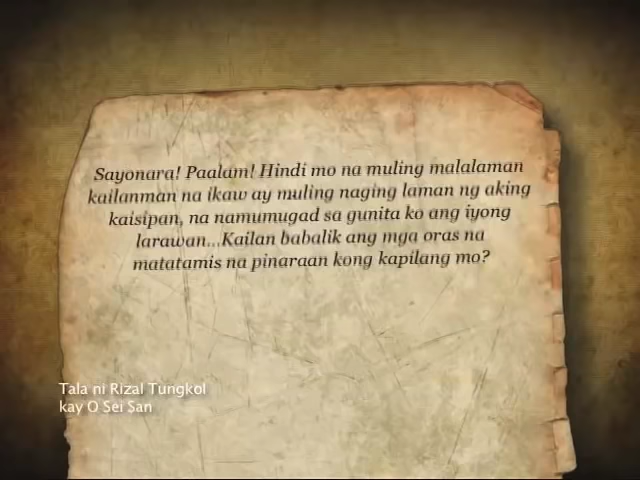 Sayonara! Paalam! Hindi mo na muling malalaman
kailanman na ikaw ay muling naging laman ng aking
kaisipan, na namumugad sa gunita ko ang iyong
larawan...Kailan babalik ang mga oras na
matatamis na pinaraan kong kapilang mo?
Tala ni Rizal Tungkol
kay O Sei San